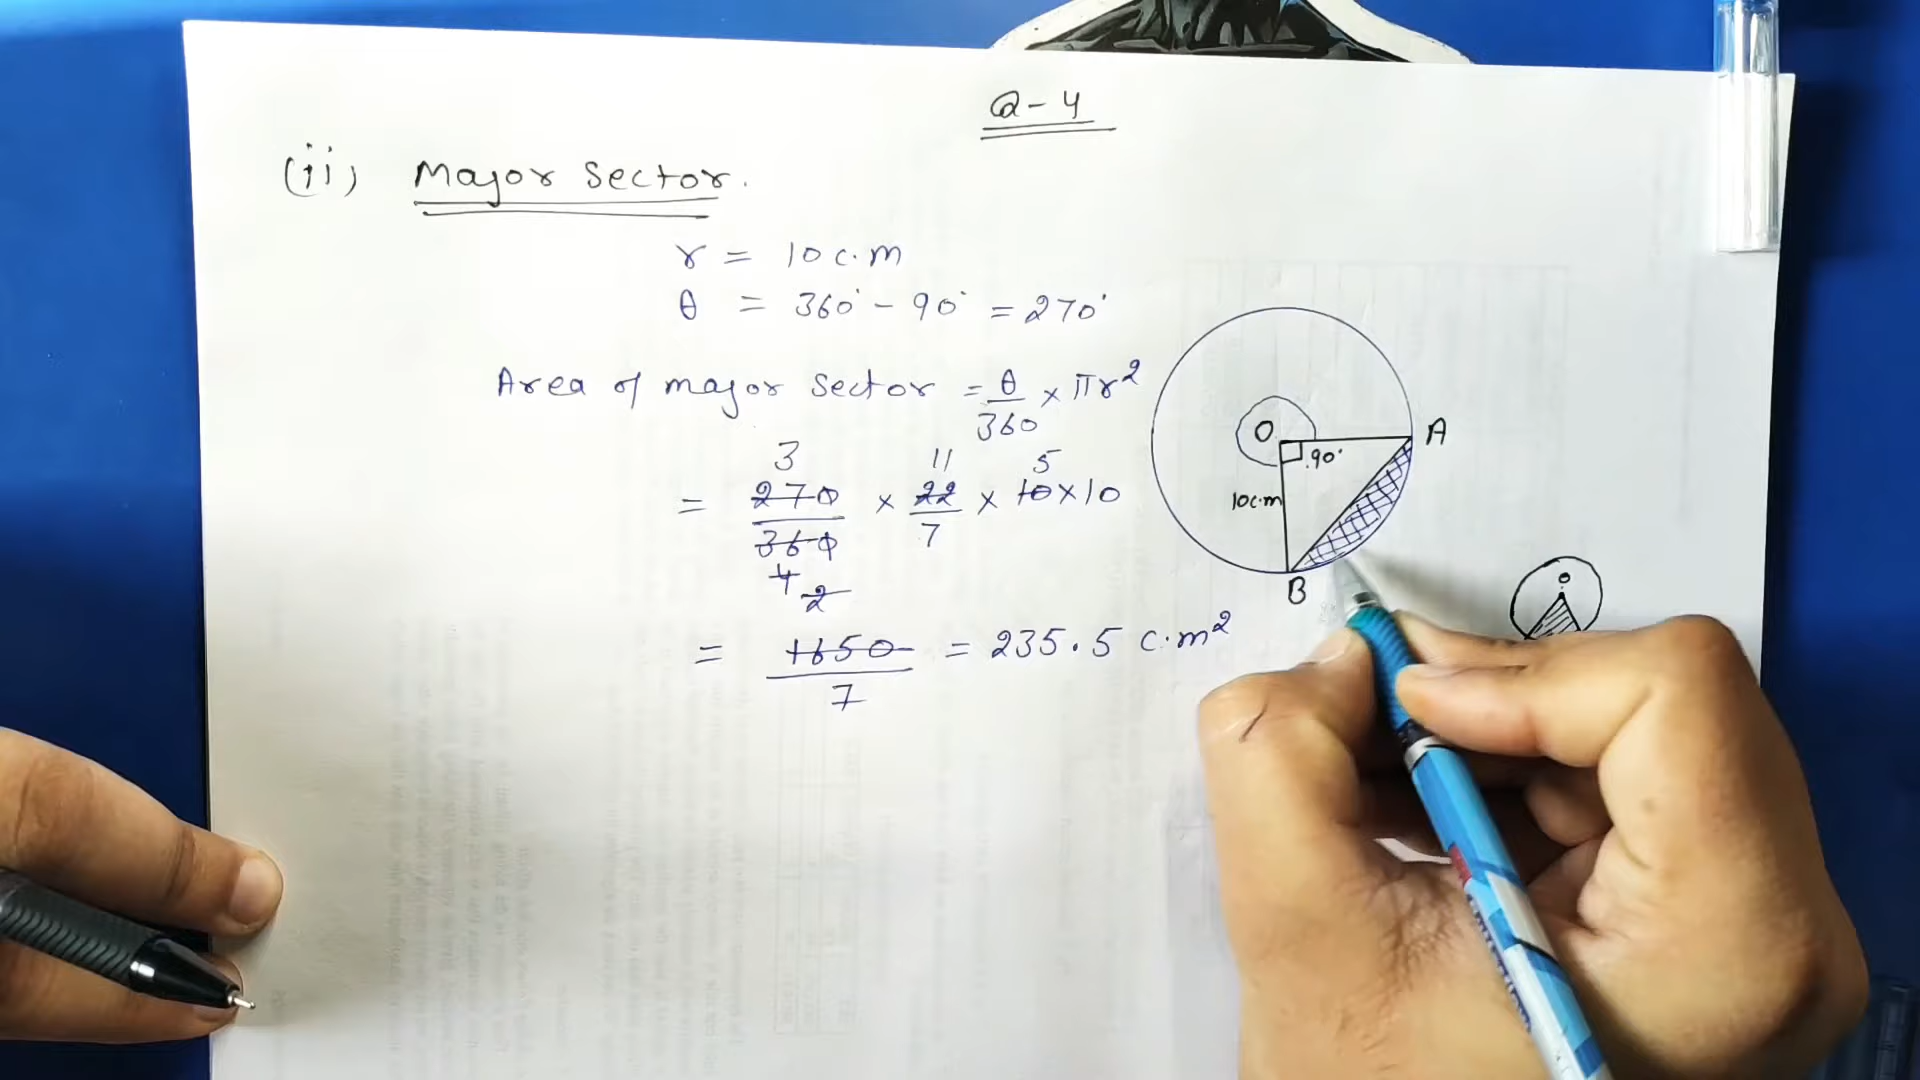 Q-4
(ii) Major Sector.
r = 10 c.m
θ = 360° - 90° = 270°
Area of major Sector = θ/360 × πr²
3 11 5
= 270/360 × 22/7 × 10×10
4 2
= 1650/7 = 235.5 c.m²
O
A
90°
10c.m
B
O